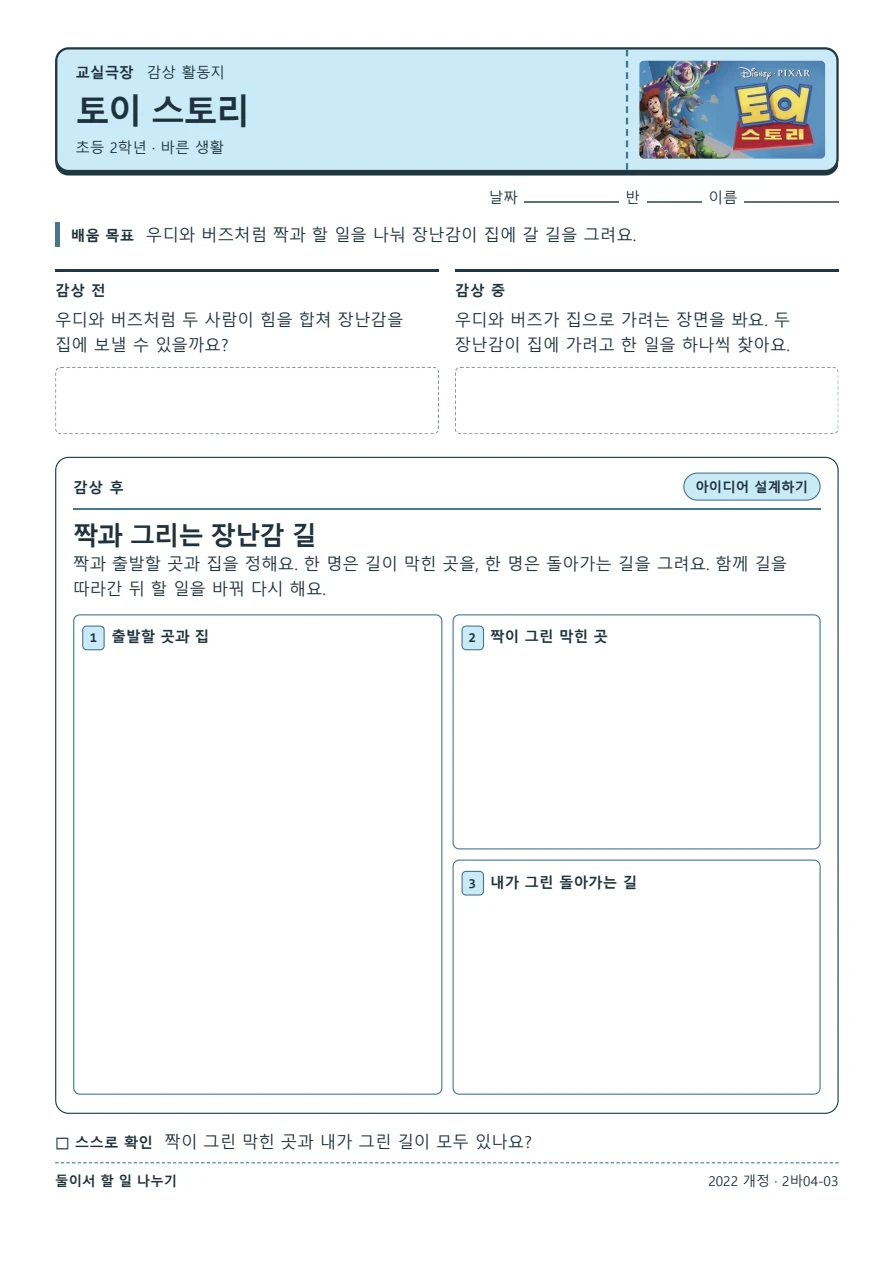 교실극장 감상 활동지
토이 스토리
초등 2학년 · 바른 생활
Disney · PIXAR
토이
스토리
날짜 반 이름
배움 목표 우디와 버즈처럼 짝과 할 일을 나눠 장난감이 집에 갈 길을 그려요.
감상 전
우디와 버즈처럼 두 사람이 힘을 합쳐 장난감을
집에 보낼 수 있을까요?
감상 중
우디와 버즈가 집으로 가려는 장면을 봐요. 두
장난감이 집에 가려고 한 일을 하나씩 찾아요.
감상 후
아이디어 설계하기
짝과 그리는 장난감 길
짝과 출발할 곳과 집을 정해요. 한 명은 길이 막힌 곳을, 한 명은 돌아가는 길을 그려요. 함께 길을
따라간 뒤 할 일을 바꿔 다시 해요.
1 출발할 곳과 집
2 짝이 그린 막힌 곳
3 내가 그린 돌아가는 길
스스로 확인 짝이 그린 막힌 곳과 내가 그린 길이 모두 있나요?
둘이서 할 일 나누기
2022 개정 · 2바04-03